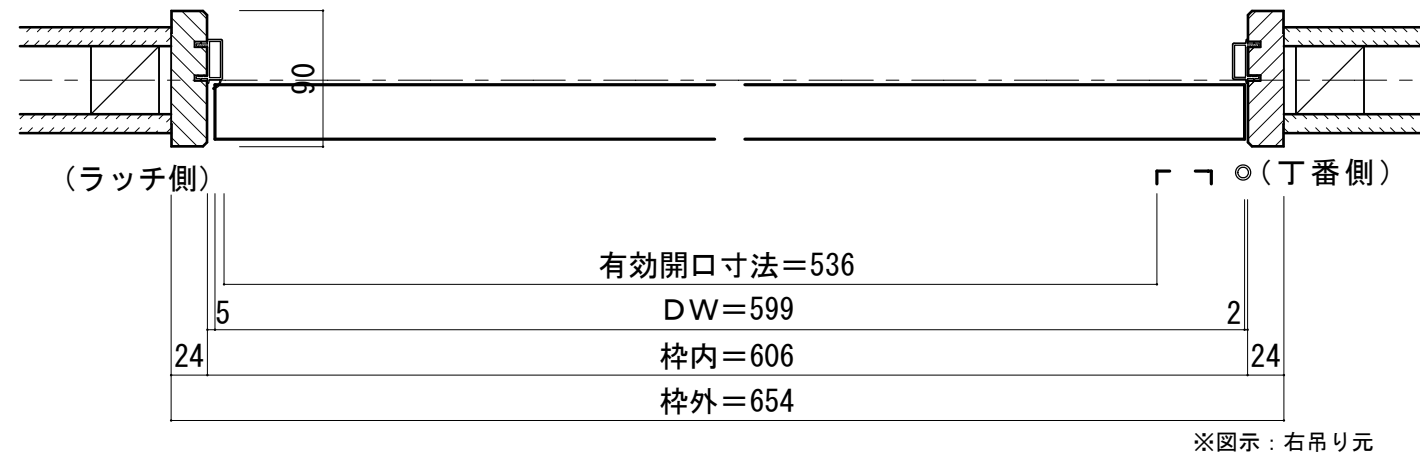 90
(ラッチ側)
◎(丁番側)
有効開口寸法=536
5 DW=599 2
24 枠内=606 24
枠外=654
※図示:右吊り元